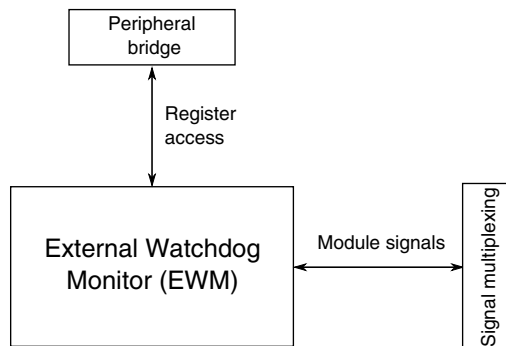 Peripheral
bridge
Register
access
External Watchdog
Monitor (EWM)
Module signals
Signal multiplexing